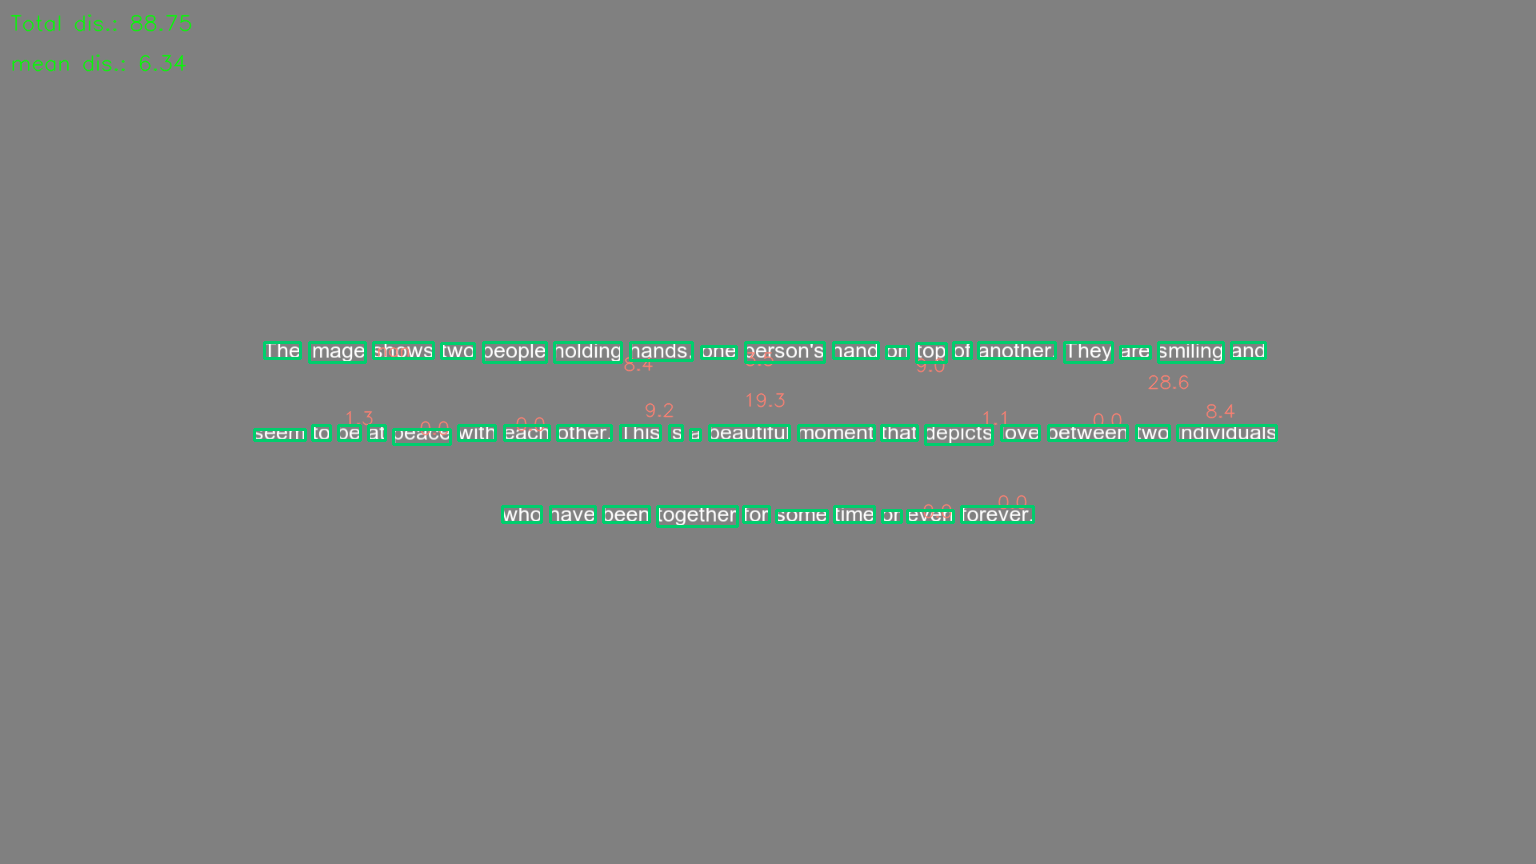 Total dis.: 88.75
mean dis.: 6.34
The image shows two people holding hands, one person's hand on top of another. They are smiling and
8.4
9.0
28.6
seem to be at peace with each other. This is a beautiful moment that depicts love between two individuals
1.3
0.0
9.2
19.3
1.1
0.0
8.4
who have been together for some time or even forever.
0.0